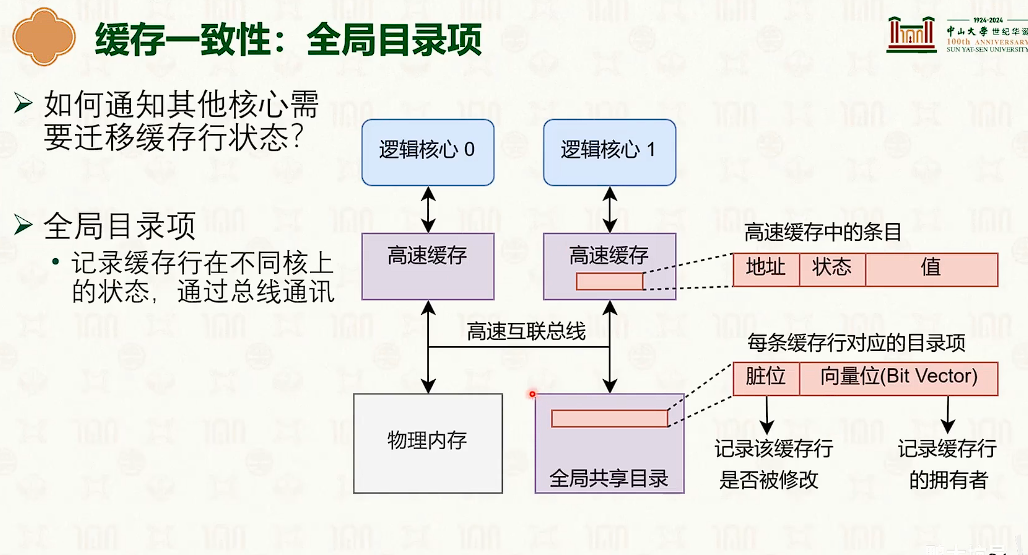 缓存一致性：全局目录项
1924-2024
中山大学 世纪华诞
100th ANNIVERSARY
SUN YAT-SEN UNIVERSITY
如何通知其他核心需
要迁移缓存行状态？
全局目录项
• 记录缓存行在不同核上
的状态，通过总线通讯
逻辑核心 0
逻辑核心 1
高速缓存
高速缓存
高速缓存中的条目
地址 状态 值
高速互联总线
每条缓存行对应的目录项
脏位 向量位(Bit Vector)
物理内存
全局共享目录
记录该缓存行
是否被修改
记录缓存行
的拥有者